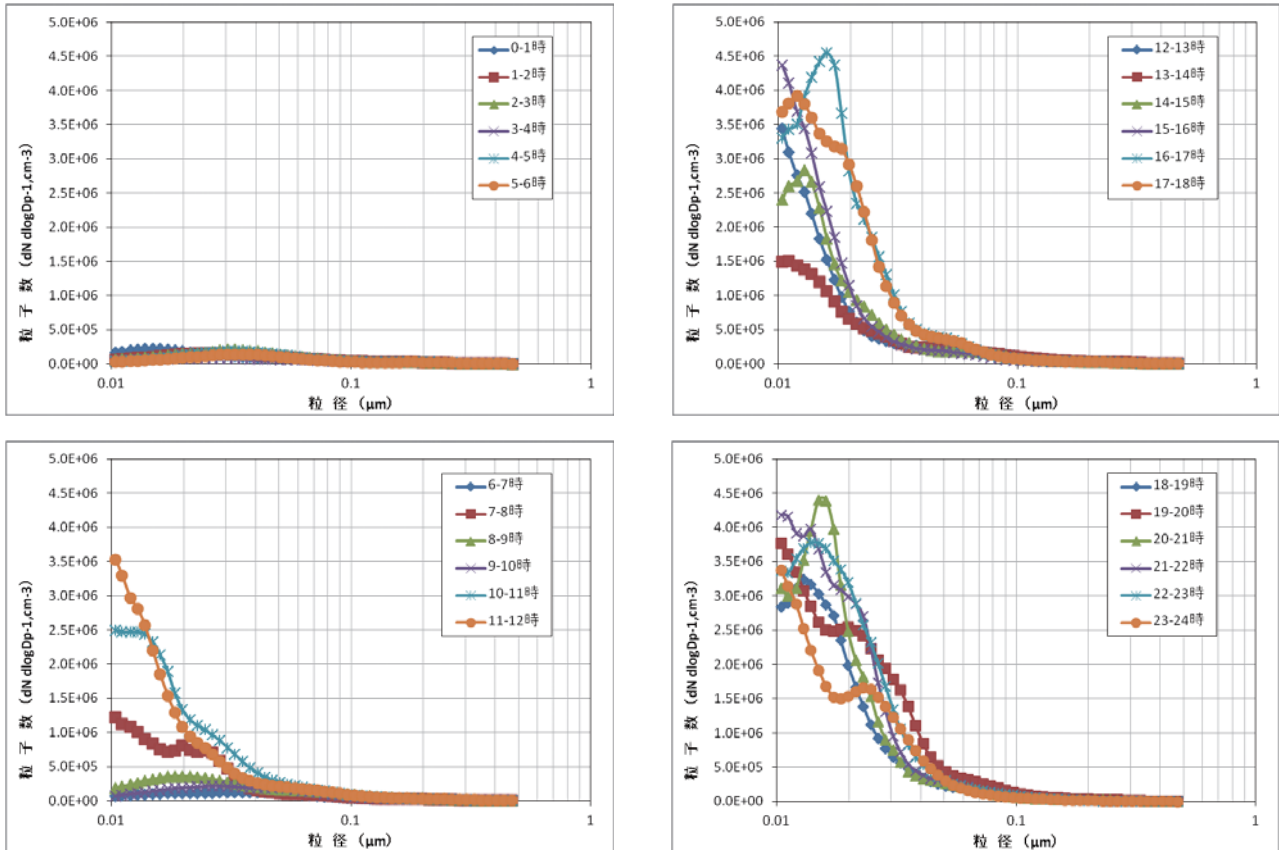 5.0E+06
4.5E+06
4.0E+06
3.5E+06
3.0E+06
2.5E+06
2.0E+06
1.5E+06
1.0E+06
5.0E+05
0.0E+00
粒 子 数 (dN dlogDp-1,cm-3)
0.01 0.1 1
粒 径 (μm)
0-1時
1-2時
2-3時
3-4時
4-5時
5-6時
5.0E+06
4.5E+06
4.0E+06
3.5E+06
3.0E+06
2.5E+06
2.0E+06
1.5E+06
1.0E+06
5.0E+05
0.0E+00
粒 子 数 (dN dlogDp-1,cm-3)
0.01 0.1 1
粒 径 (μm)
12-13時
13-14時
14-15時
15-16時
16-17時
17-18時
5.0E+06
4.5E+06
4.0E+06
3.5E+06
3.0E+06
2.5E+06
2.0E+06
1.5E+06
1.0E+06
5.0E+05
0.0E+00
粒 子 数 (dN dlogDp-1,cm-3)
0.01 0.1 1
粒 径 (μm)
6-7時
7-8時
8-9時
9-10時
10-11時
11-12時
5.0E+06
4.5E+06
4.0E+06
3.5E+06
3.0E+06
2.5E+06
2.0E+06
1.5E+06
1.0E+06
5.0E+05
0.0E+00
粒 子 数 (dN dlogDp-1,cm-3)
0.01 0.1 1
粒 径 (μm)
18-19時
19-20時
20-21時
21-22時
22-23時
23-24時